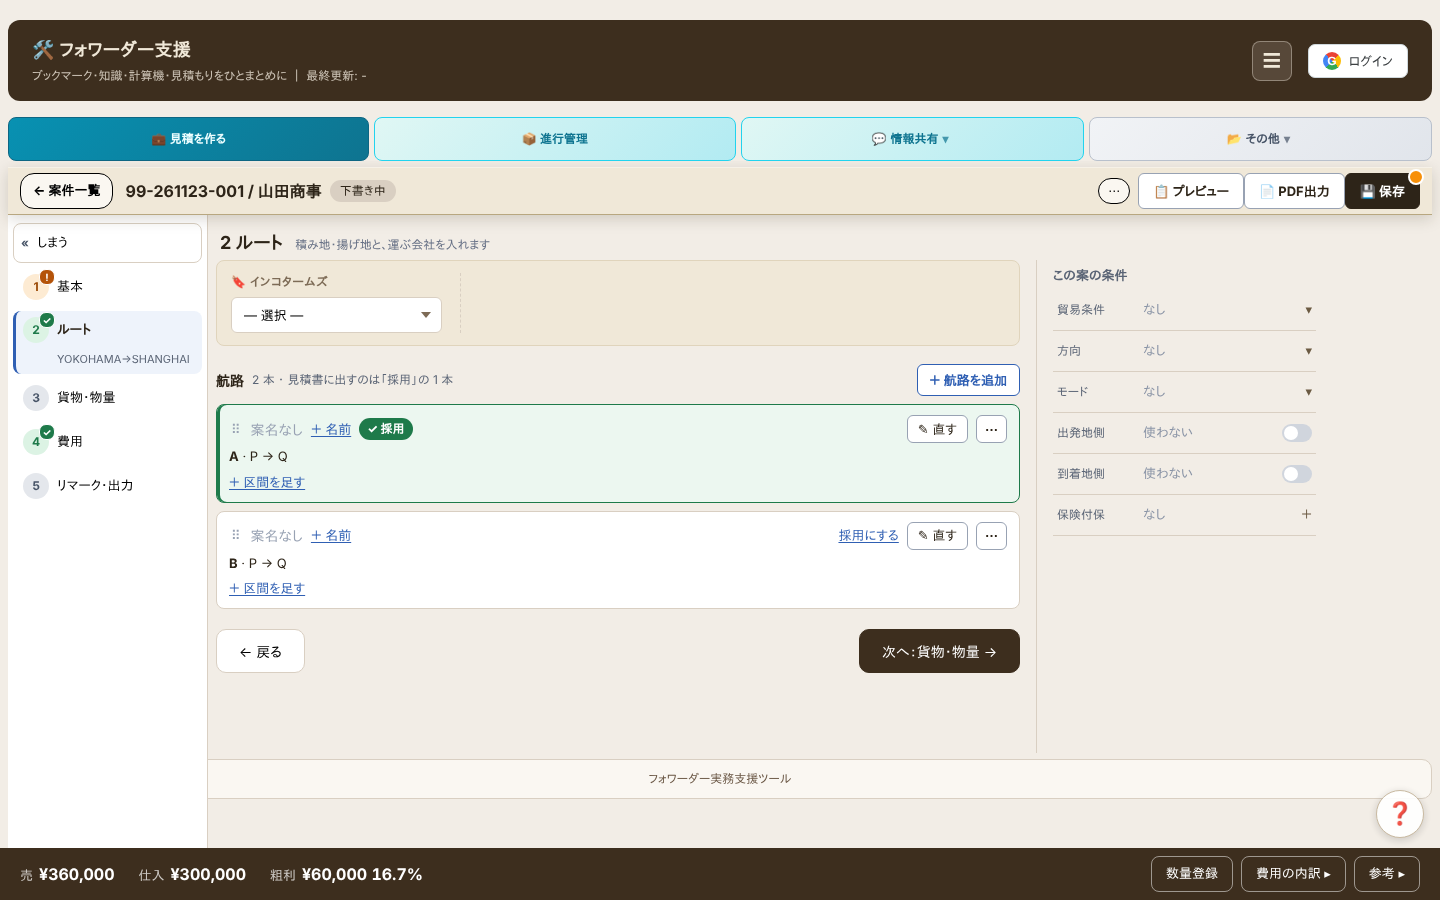 🛠️ フォワーダー支援
ブックマーク·知識·計算機·見積もりをひとまとめに ｜ 最終更新: -
☰
G ログイン
💼 見積を作る
📦 進行管理
💬 情報共有 ▼
📂 その他 ▼
← 案件一覧
99-261123-001 / 山田商事
下書き中
…
📋 プレビュー
📄 PDF出力
💾 保存
« しまう
1 ! 基本
2 ✓ ルート
YOKOHAMA→SHANGHAI
3 貨物·物量
4 ✓ 費用
5 リマーク·出力
2 ルート 積み地·揚げ地と、運ぶ会社を入れます
🔖 インコタームズ
— 選択 —
航路 2 本 · 見積書に出すのは「採用」の 1 本
＋ 航路を追加
案名なし ＋ 名前 ✓ 採用
✎ 直す
…
A · P → Q
＋ 区間を足す
案名なし ＋ 名前
採用にする
✎ 直す
…
B · P → Q
＋ 区間を足す
← 戻る
次へ：貨物·物量 →
この案の条件
貿易条件 なし ▾
方向 なし ▾
モード なし ▾
出発地側 使わない
到着地側 使わない
保険付保 なし ＋
フォワーダー実務支援ツール
❓
売 ¥360,000 仕入 ¥300,000 粗利 ¥60,000 16.7%
数量登録
費用の内訳 ▸
参考 ▸